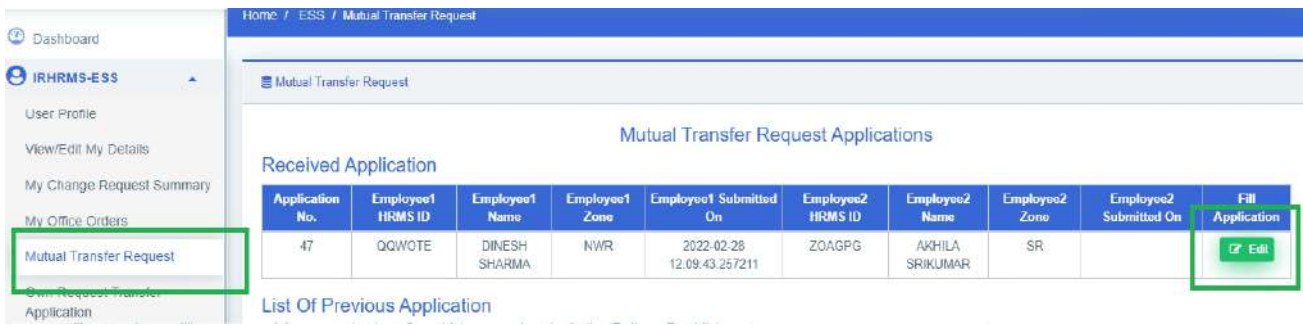 Home / ESS / Mutual Transfer Request
Dashboard
IRHRMS-ESS
User Profile
View/Edit My Details
My Change Request Summary
My Office Orders
Mutual Transfer Request
Own Request Transfer
Application
Mutual Transfer Request
Mutual Transfer Request Applications
Received Application
Application No. Employee1 HRMS ID Employee1 Name Employee1 Zone Employee1 Submitted On Employee2 HRMS ID Employee2 Name Employee2 Zone Employee2 Submitted On Fill Application
47 QQWOTE DINESH SHARMA NWR 2022-02-28 12:09:43.257211 ZOAGPG AKHILA SRIKUMAR SR Edit
List Of Previous Application